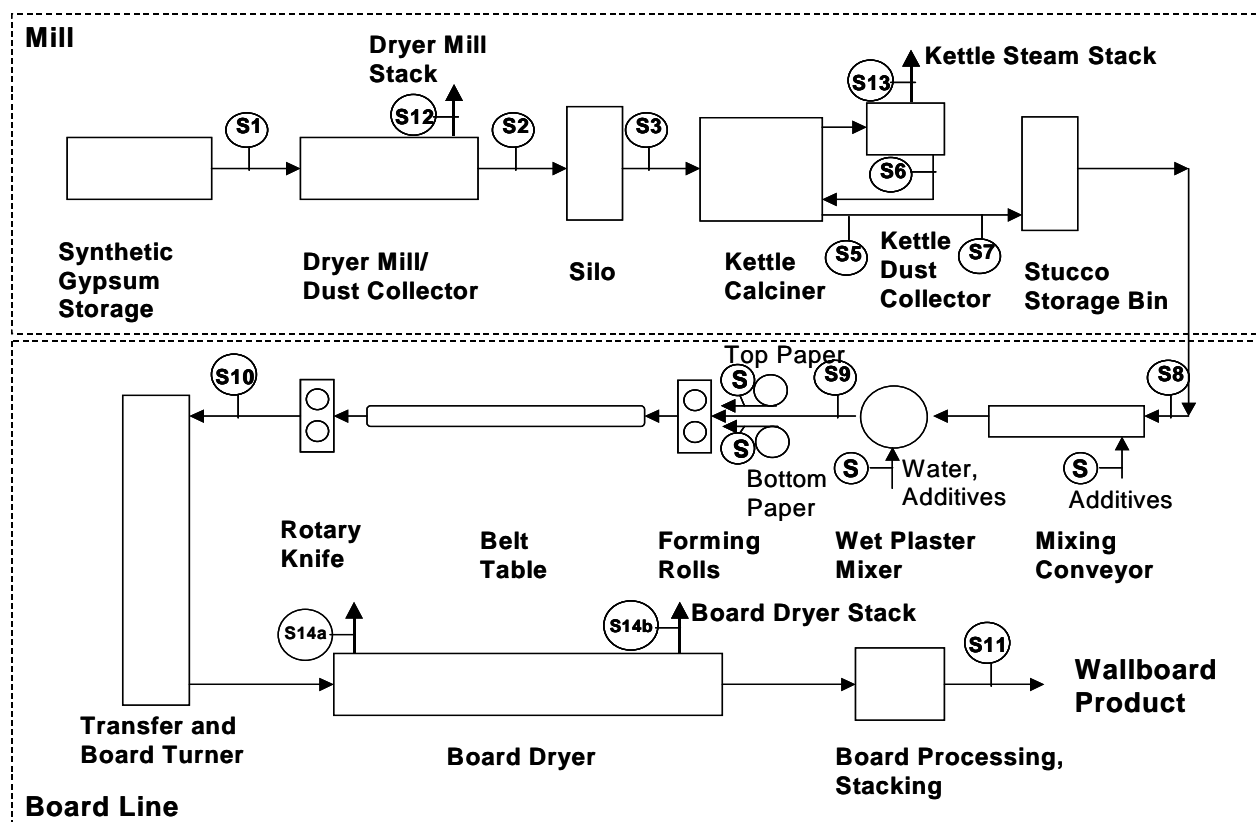 Mill
Dryer Mill
Stack
Kettle Steam Stack
S13
S12
S1
S2
S3
S6
S5
S7
Synthetic
Gypsum
Storage
Dryer Mill/
Dust Collector
Silo
Kettle
Calciner
Kettle
Dust
Collector
Stucco
Storage Bin
Top Paper
S10
S
S9
S8
S
S
S
Bottom
Paper
Water,
Additives
Additives
Rotary
Knife
Belt
Table
Forming
Rolls
Wet Plaster
Mixer
Mixing
Conveyor
S14a
S14b
Board Dryer Stack
S11
Wallboard
Product
Transfer and
Board Turner
Board Dryer
Board Processing,
Stacking
Board Line